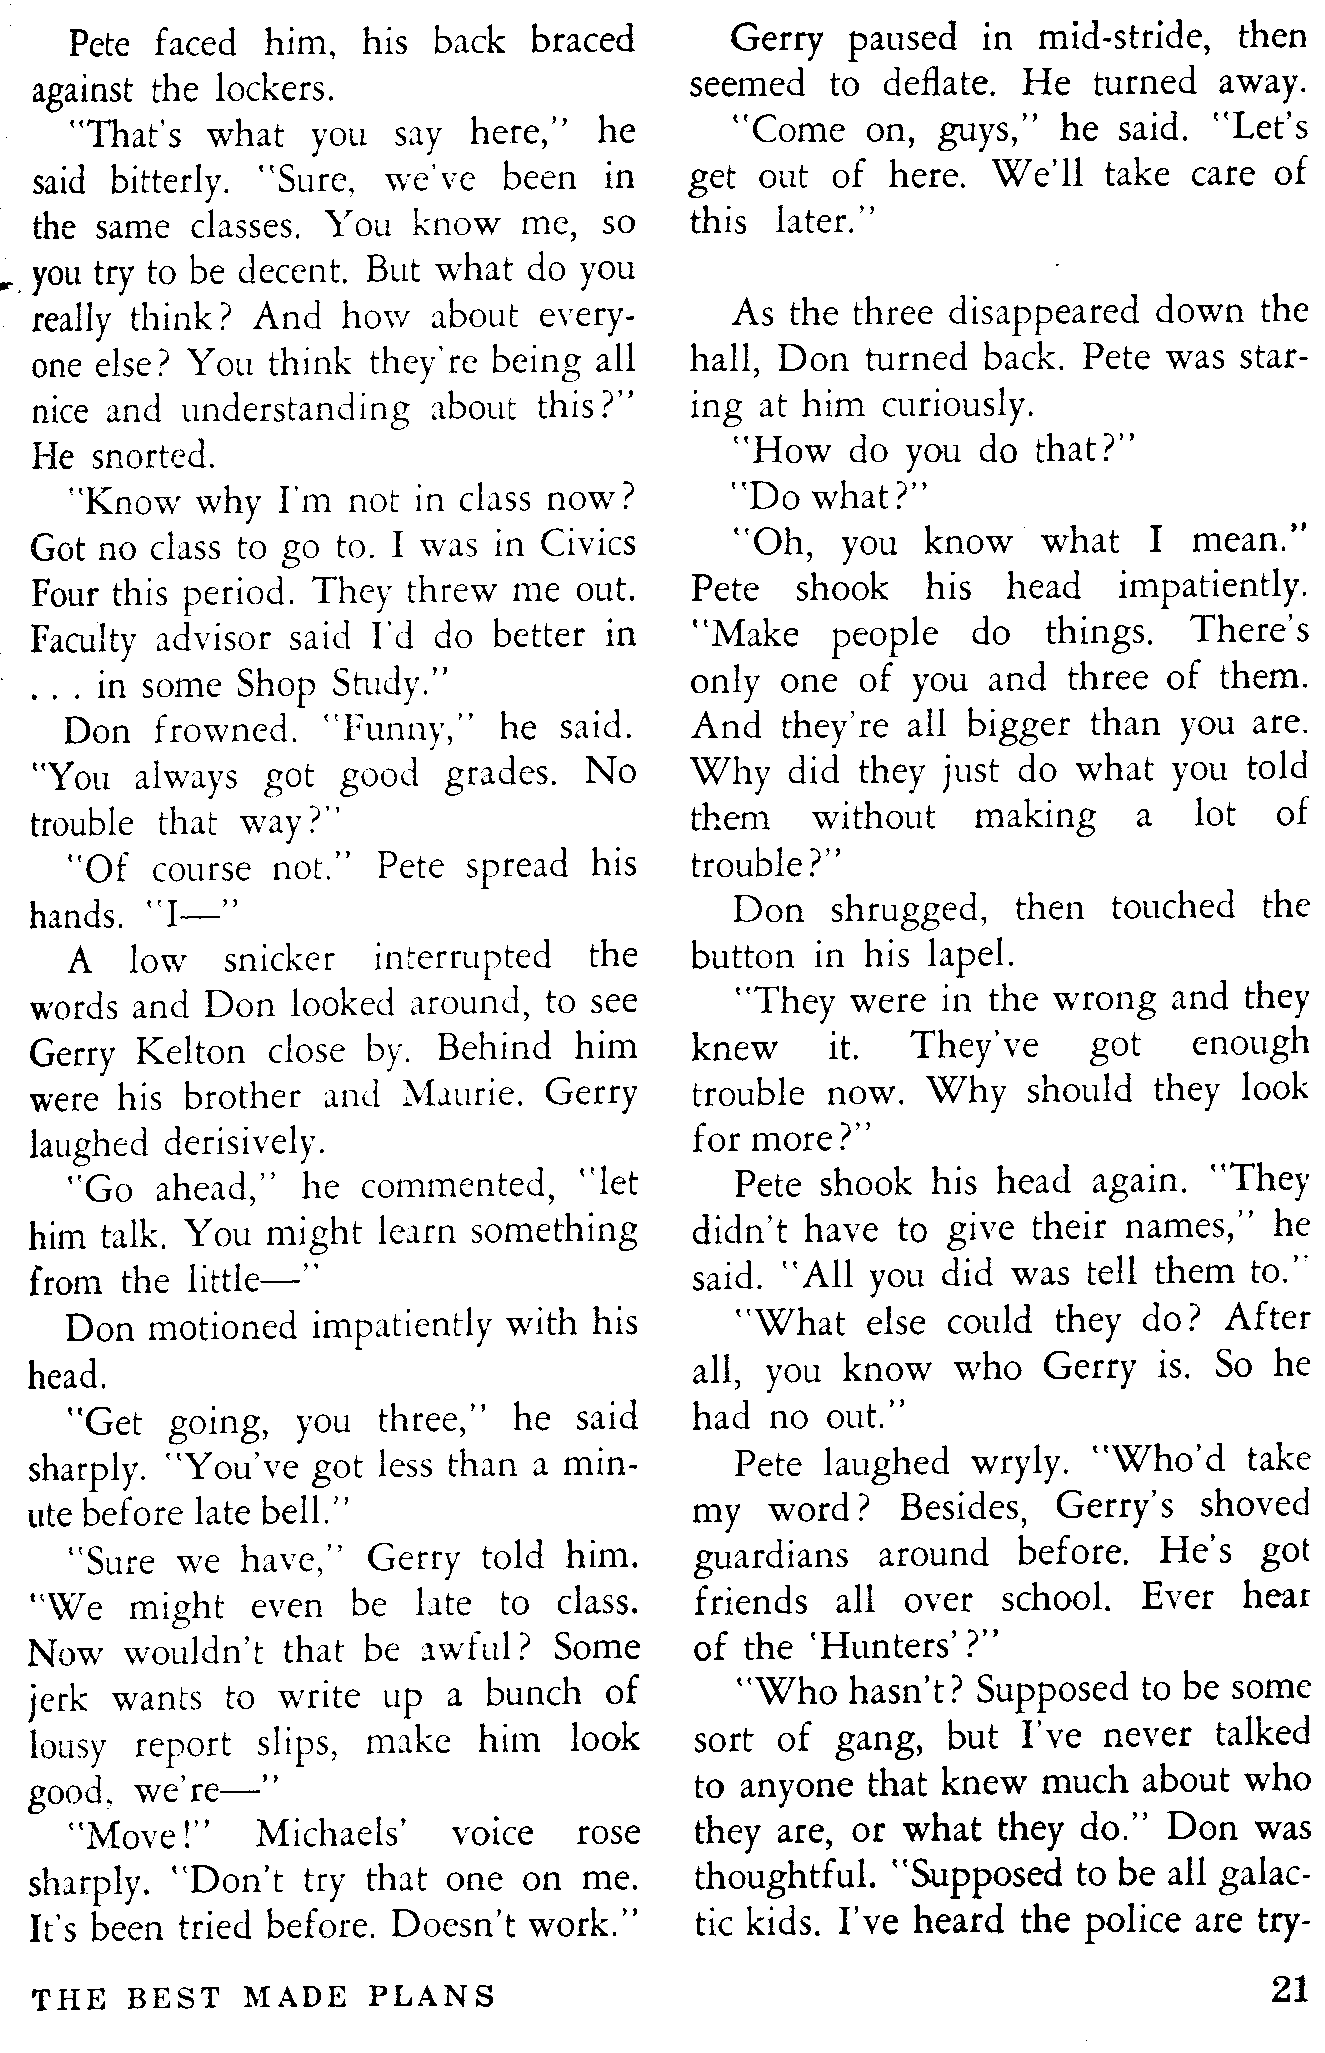 Pete faced him, his back braced
against the lockers.
"That's what you say here," he
said bitterly. "Sure, we've been in
the same classes. You know me, so
you try to be decent. But what do you
really think? And how about every-
one else? You think they're being all
nice and understanding about this?"
He snorted.
"Know why I'm not in class now?
Got no class to go to. I was in Civics
Four this period. They threw me out.
Faculty advisor said I'd do better in
. . . in some Shop Study."
Don frowned. "Funny," he said.
"You always got good grades. No
trouble that way?"
"Of course not." Pete spread his
hands. "I—"
A low snicker interrupted the
words and Don looked around, to see
Gerry Kelton close by. Behind him
were his brother and Maurie. Gerry
laughed derisively.
"Go ahead," he commented, "let
him talk. You might learn something
from the little—"
Don motioned impatiently with his
head.
"Get going, you three," he said
sharply. "You've got less than a min-
ute before late bell."
"Sure we have," Gerry told him.
"We might even be late to class.
Now wouldn't that be awful? Some
jerk wants to write up a bunch of
lousy report slips, make him look
good, we're—"
"Move!" Michaels' voice rose
sharply. "Don't try that one on me.
It's been tried before. Doesn't work."
Gerry paused in mid-stride, then
seemed to deflate. He turned away.
"Come on, guys," he said. "Let's
get out of here. We'll take care of
this later."
As the three disappeared down the
hall, Don turned back. Pete was star-
ing at him curiously.
"How do you do that?"
"Do what?"
"Oh, you know what I mean."
Pete shook his head impatiently.
"Make people do things. There's
only one of you and three of them.
And they're all bigger than you are.
Why did they just do what you told
them without making a lot of
trouble?"
Don shrugged, then touched the
button in his lapel.
"They were in the wrong and they
knew it. They've got enough
trouble now. Why should they look
for more?"
Pete shook his head again. "They
didn't have to give their names," he
said. "All you did was tell them to."
"What else could they do? After
all, you know who Gerry is. So he
had no out."
Pete laughed wryly. "Who'd take
my word? Besides, Gerry's shoved
guardians around before. He's got
friends all over school. Ever hear
of the 'Hunters'?"
"Who hasn't? Supposed to be some
sort of gang, but I've never talked
to anyone that knew much about who
they are, or what they do." Don was
thoughtful. "Supposed to be all galac-
tic kids. I've heard the police are try-
THE BEST MADE PLANS
21